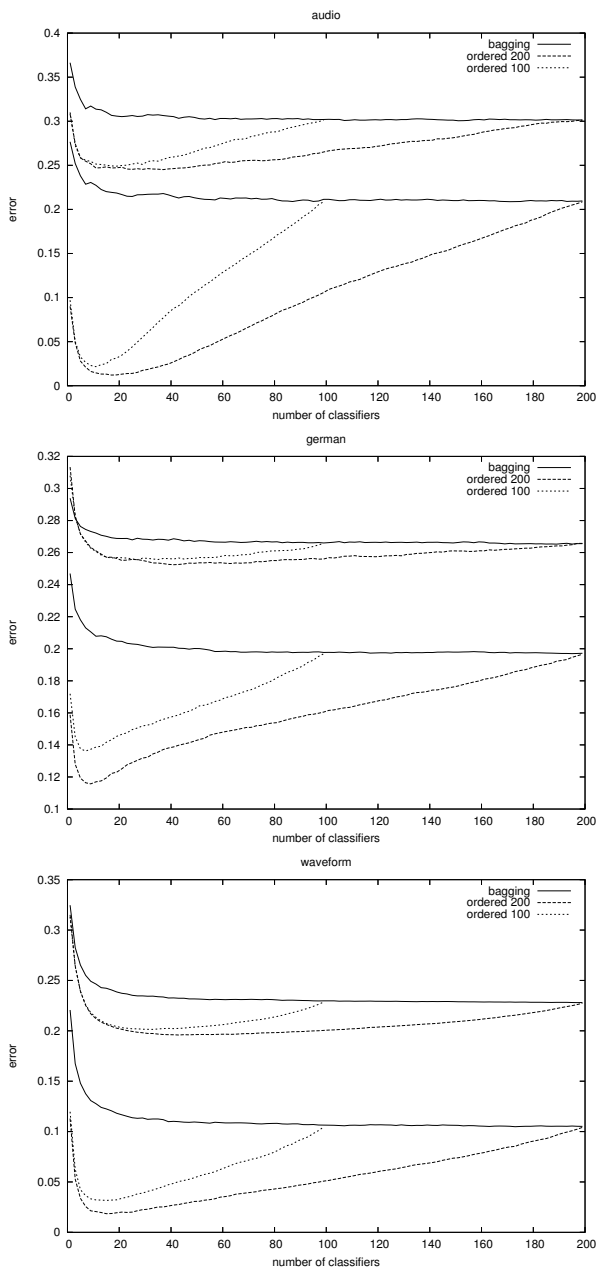 audio
0.4
0.35
0.3
0.25
0.2
0.15
0.1
0.05
0
error
bagging
ordered 200
ordered 100
0 20 40 60 80 100 120 140 160 180 200
number of classifiers
german
0.32
0.3
0.28
0.26
0.24
0.22
0.2
0.18
0.16
0.14
0.12
0.1
error
bagging
ordered 200
ordered 100
0 20 40 60 80 100 120 140 160 180 200
number of classifiers
waveform
0.35
0.3
0.25
0.2
0.15
0.1
0.05
0
error
bagging
ordered 200
ordered 100
0 20 40 60 80 100 120 140 160 180 200
number of classifiers